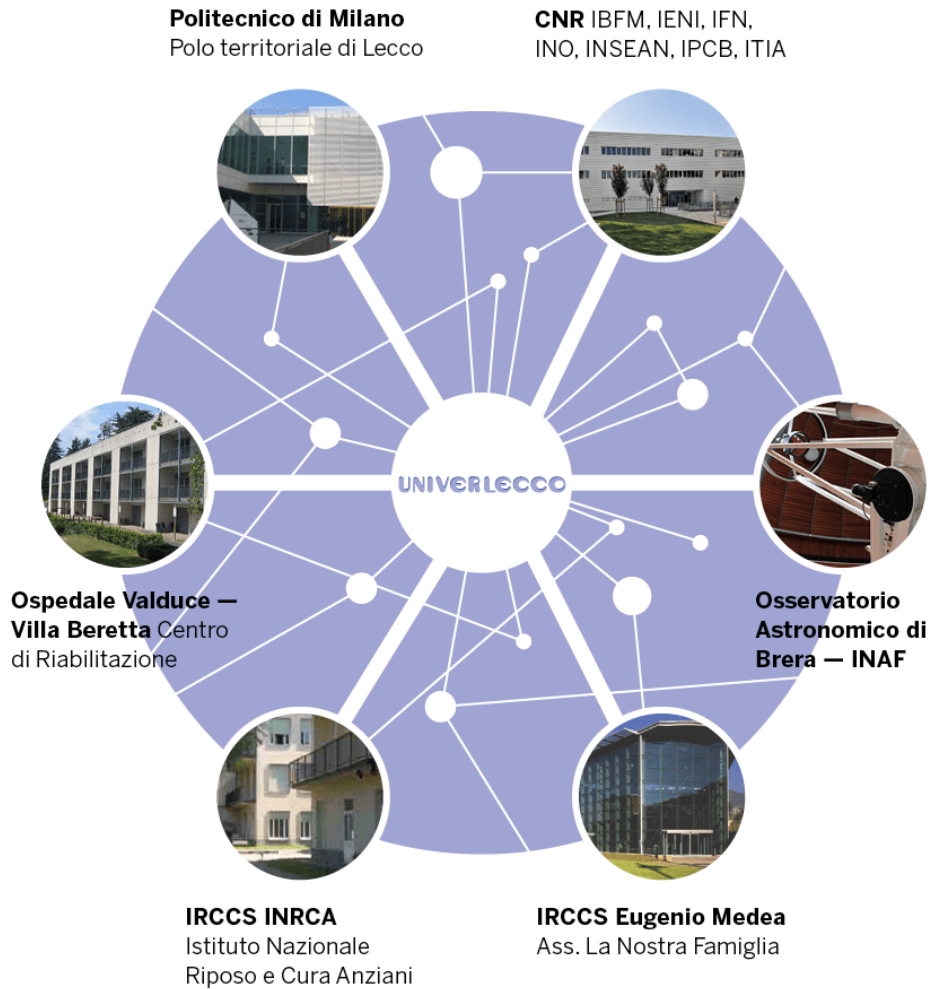 Politecnico di Milano
Polo territoriale di Lecco
CNR IBFM, IENI, IFN,
INO, INSEAN, IPCB, ITIA
UNIVERLECCO
Ospedale Valduce —
Villa Beretta Centro
di Riabilitazione
Osservatorio
Astronomico di
Brera — INAF
IRCCS INRCA
Istituto Nazionale
Riposo e Cura Anziani
IRCCS Eugenio Medea
Ass. La Nostra Famiglia